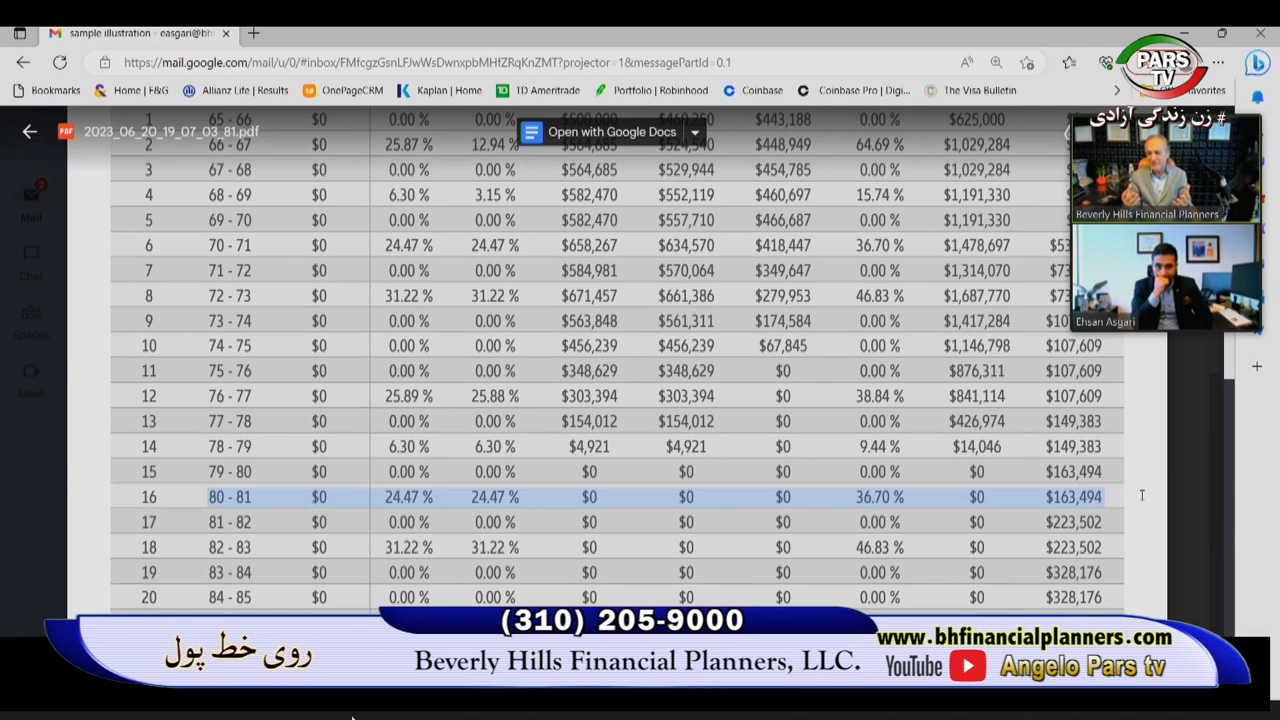 sample illustration - easgari@bh
https://mail.google.com/mail/u/0/#inbox/FMfcgzGsnLFJwWsDwnxpbMHfZRqKnZMT?projector=1&messagePartId=0.1
Bookmarks Home | F&G Allianz Life | Results OnePageCRM Kaplan | Home TD Ameritrade Portfolio | Robinhood Coinbase Coinbase Pro | Digi... The Visa Bulletin Favorites
PARS
TV
# زن زندگی آزادی
PDF 2023_06_20_19_07_03_81.pdf
Open with Google Docs
1 65 - 66 $0 0.00 % 0.00 % $443,188 $625,000
2 66 - 67 $0 25.87 % 12.94 % $564,685 $448,949 64.69 % $1,029,284
3 67 - 68 $0 0.00 % 0.00 % $564,685 $529,944 $454,785 0.00 % $1,029,284
4 68 - 69 $0 6.30 % 3.15 % $582,470 $552,119 $460,697 15.74 % $1,191,330
5 69 - 70 $0 0.00 % 0.00 % $582,470 $557,710 $466,687 0.00 % $1,191,330
6 70 - 71 $0 24.47 % 24.47 % $658,267 $634,570 $418,447 36.70 % $1,478,697
7 71 - 72 $0 0.00 % 0.00 % $584,981 $570,064 $349,647 0.00 % $1,314,070
8 72 - 73 $0 31.22 % 31.22 % $671,457 $661,386 $279,953 46.83 % $1,687,770
9 73 - 74 $0 0.00 % 0.00 % $563,848 $561,311 $174,584 0.00 % $1,417,284
10 74 - 75 $0 0.00 % 0.00 % $456,239 $456,239 $67,845 0.00 % $1,146,798 $107,609
11 75 - 76 $0 0.00 % 0.00 % $348,629 $348,629 $0 0.00 % $876,311 $107,609
12 76 - 77 $0 25.89 % 25.88 % $303,394 $303,394 $0 38.84 % $841,114 $107,609
13 77 - 78 $0 0.00 % 0.00 % $154,012 $154,012 $0 0.00 % $426,974 $149,383
14 78 - 79 $0 6.30 % 6.30 % $4,921 $4,921 $0 9.44 % $14,046 $149,383
15 79 - 80 $0 0.00 % 0.00 % $0 $0 $0 0.00 % $0 $163,494
16 80 - 81 $0 24.47 % 24.47 % $0 $0 $0 36.70 % $0 $163,494
17 81 - 82 $0 0.00 % 0.00 % $0 $0 $0 0.00 % $0 $223,502
18 82 - 83 $0 31.22 % 31.22 % $0 $0 $0 46.83 % $0 $223,502
19 83 - 84 $0 0.00 % 0.00 % $0 $0 $0 0.00 % $0 $328,176
20 84 - 85 $0 0.00 % 0.00 % $0 $0 $0 0.00 % $0 $328,176
Mail
Chat
Spaces
Meet
Beverly Hills Financial Planners
Ehsan Asgari
(310) 205-9000
روی خط پول
Beverly Hills Financial Planners, LLC.
www.bhfinancialplanners.com
YouTube Angelo Pars tv